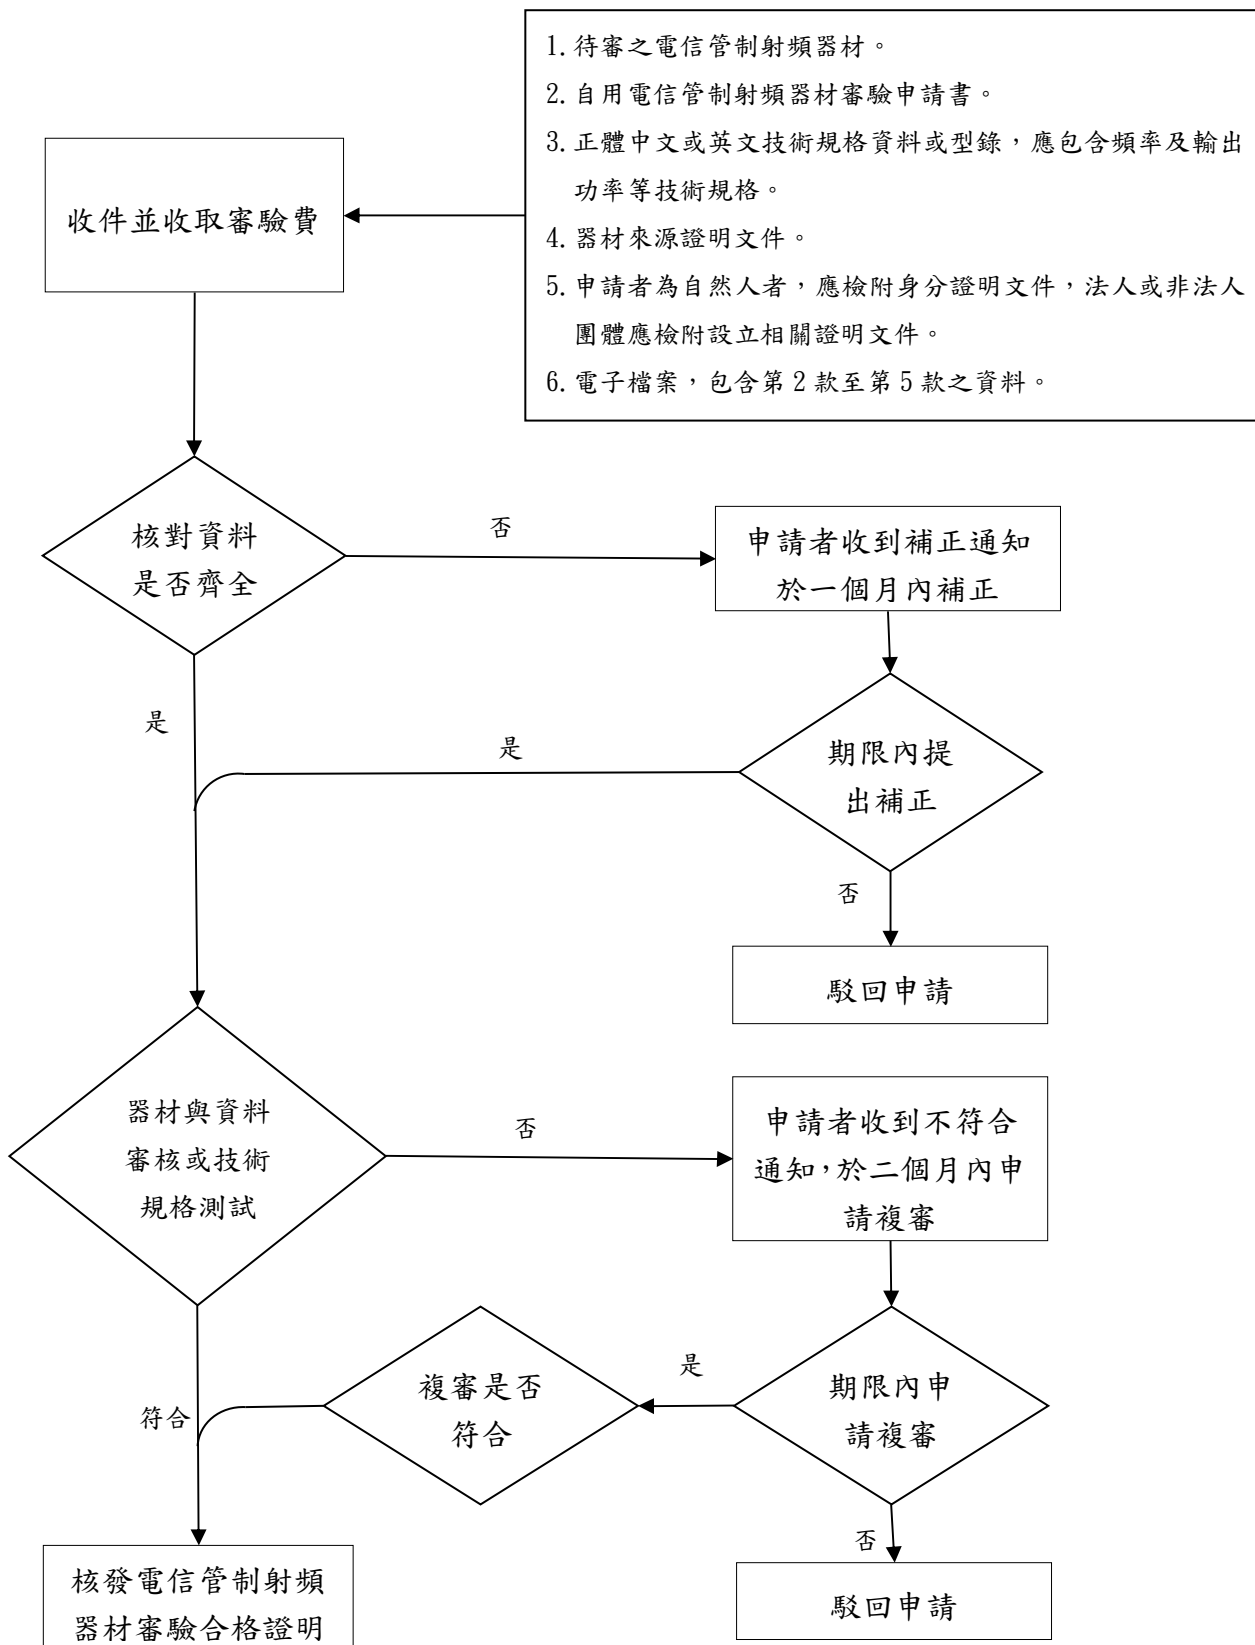 1. 待審之電信管制射頻器材。
2. 自用電信管制射頻器材審驗申請書。
3. 正體中文或英文技術規格資料或型錄，應包含頻率及輸出
功率等技術規格。
4. 器材來源證明文件。
5. 申請者為自然人者，應檢附身分證明文件，法人或非法人
團體應檢附設立相關證明文件。
6. 電子檔案，包含第 2 款至第 5 款之資料。
收件並收取審驗費
核對資料
是否齊全
否
申請者收到補正通知
於一個月內補正
是
是
期限內提
出補正
否
駁回申請
器材與資料
審核或技術
規格測試
否
申請者收到不符合
通知，於二個月內申
請複審
符合
複審是否
符合
是
期限內申
請複審
否
核發電信管制射頻
器材審驗合格證明
駁回申請